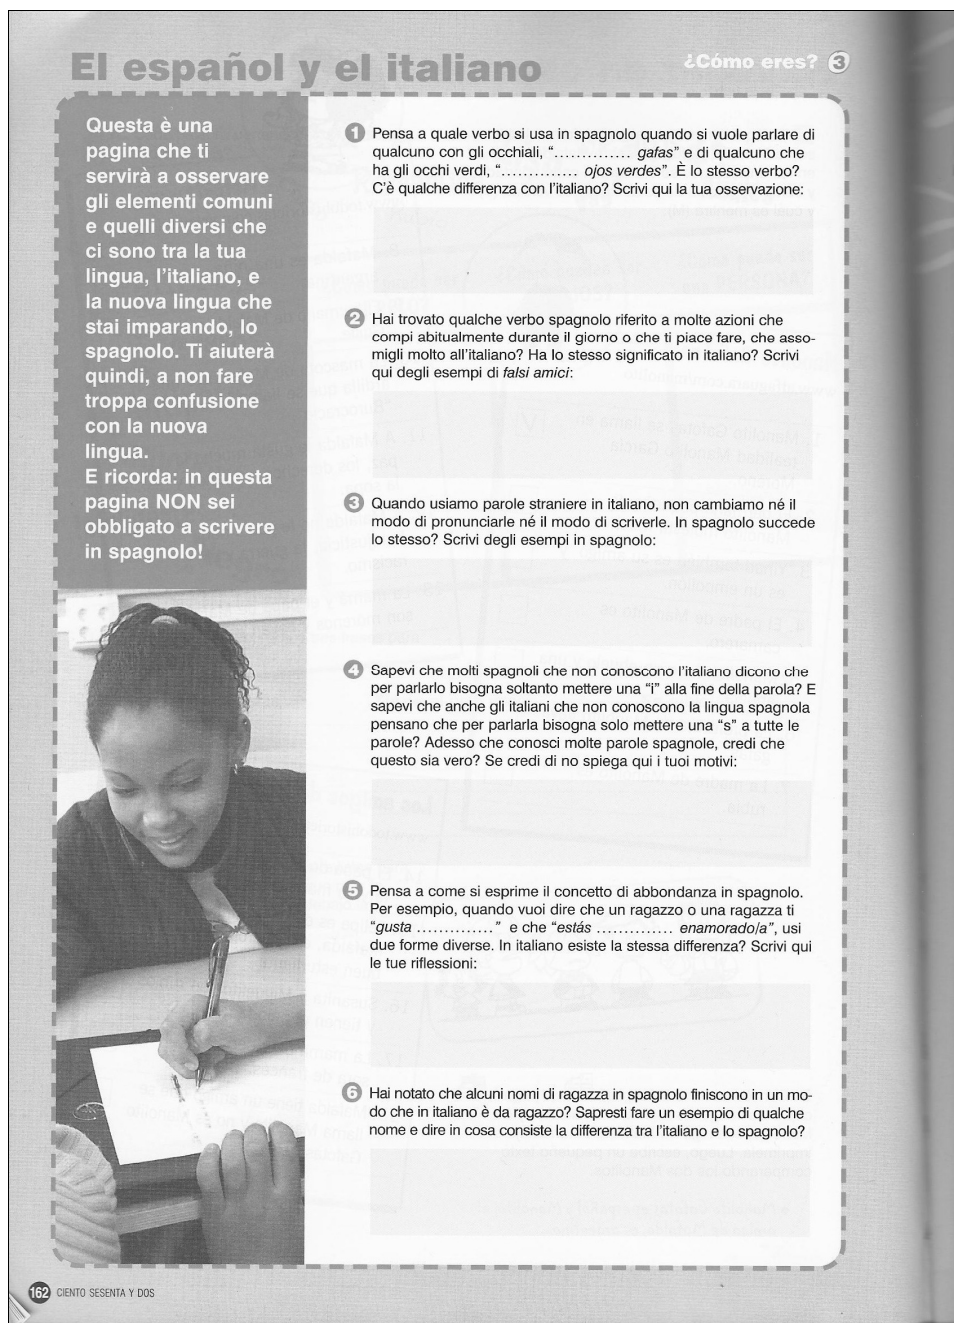 El español y el italiano
¿Cómo eres? 3
Questa è una
pagina che ti
servirà a osservare
gli elementi comuni
e quelli diversi che
ci sono tra la tua
lingua, l'italiano, e
la nuova lingua che
stai imparando, lo
spagnolo. Ti aiuterà
quindi, a non fare
troppa confusione
con la nuova
lingua.
E ricorda: in questa
pagina NON sei
obbligato a scrivere
in spagnolo!
1 Pensa a quale verbo si usa in spagnolo quando si vuole parlare di
qualcuno con gli occhiali, “.............. gafas” e di qualcuno che
ha gli occhi verdi, “.............. ojos verdes”. È lo stesso verbo?
C'è qualche differenza con l'italiano? Scrivi qui la tua osservazione:
2 Hai trovato qualche verbo spagnolo riferito a molte azioni che
compi abitualmente durante il giorno o che ti piace fare, che asso-
migli molto all'italiano? Ha lo stesso significato in italiano? Scrivi
qui degli esempi di falsi amici:
3 Quando usiamo parole straniere in italiano, non cambiamo né il
modo di pronunciarle né il modo di scriverle. In spagnolo succede
lo stesso? Scrivi degli esempi in spagnolo:
4 Sapevi che molti spagnoli che non conoscono l'italiano dicono che
per parlarlo bisogna soltanto mettere una “i” alla fine della parola? E
sapevi che anche gli italiani che non conoscono la lingua spagnola
pensano che per parlarla bisogna solo mettere una “s” a tutte le
parole? Adesso che conosci molte parole spagnole, credi che
questo sia vero? Se credi di no spiega qui i tuoi motivi:
5 Pensa a come si esprime il concetto di abbondanza in spagnolo.
Per esempio, quando vuoi dire che un ragazzo o una ragazza ti
“gusta ..............” e che “estás .............. enamorado/a”, usi
due forme diverse. In italiano esiste la stessa differenza? Scrivi qui
le tue riflessioni:
6 Hai notato che alcuni nomi di ragazza in spagnolo finiscono in un mo-
do che in italiano è da ragazzo? Sapresti fare un esempio di qualche
nome e dire in cosa consiste la differenza tra l'italiano e lo spagnolo?
162 CIENTO SESENTA Y DOS